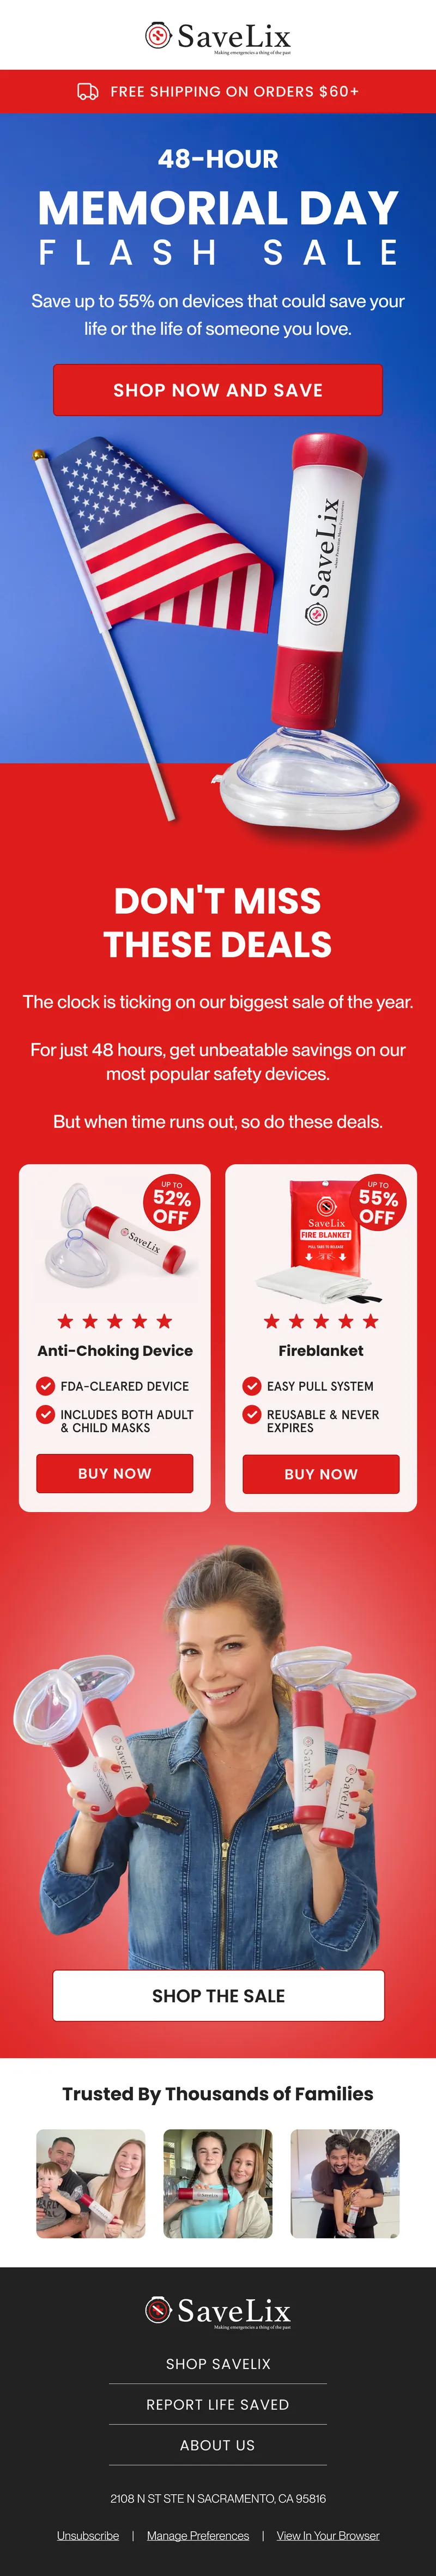 SaveLix
Making emergencies a thing of the past
FREE SHIPPING ON ORDERS $60+
48-HOUR
MEMORIAL DAY
FLASH SALE
Save up to 55% on devices that could save your
life or the life of someone you love.
SHOP NOW AND SAVE
SaveLix
DON'T MISS
THESE DEALS
The clock is ticking on our biggest sale of the year.
For just 48 hours, get unbeatable savings on our
most popular safety devices.
But when time runs out, so do these deals.
UP TO
52%
OFF
SaveLix
Anti-Choking Device
FDA-CLEARED DEVICE
INCLUDES BOTH ADULT
& CHILD MASKS
BUY NOW
UP TO
55%
OFF
SaveLix
FIRE BLANKET
PULL TABS TO RELEASE
Fireblanket
EASY PULL SYSTEM
REUSABLE & NEVER
EXPIRES
BUY NOW
SaveLix
SaveLix
SaveLix
SHOP THE SALE
Trusted By Thousands of Families
SaveLix
SaveLix
Making emergencies a thing of the past
SHOP SAVELIX
REPORT LIFE SAVED
ABOUT US
2108 N ST STE N SACRAMENTO, CA 95816
Unsubscribe | Manage Preferences | View In Your Browser